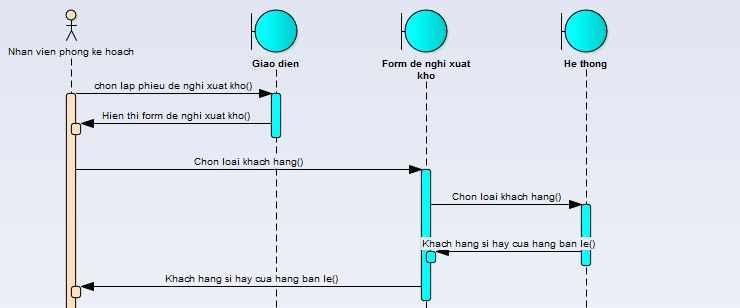 Nhan vien phong ke hoach
Giao dien
Form de nghi xuat
kho
He thong
chon lap phieu de nghi xuat kho()
Hien thi form de nghi xuat kho()
Chon loai khach hang()
Chon loai khach hang()
Khach hang si hay cua hang ban le()
Khach hang si hay cua hang ban le()